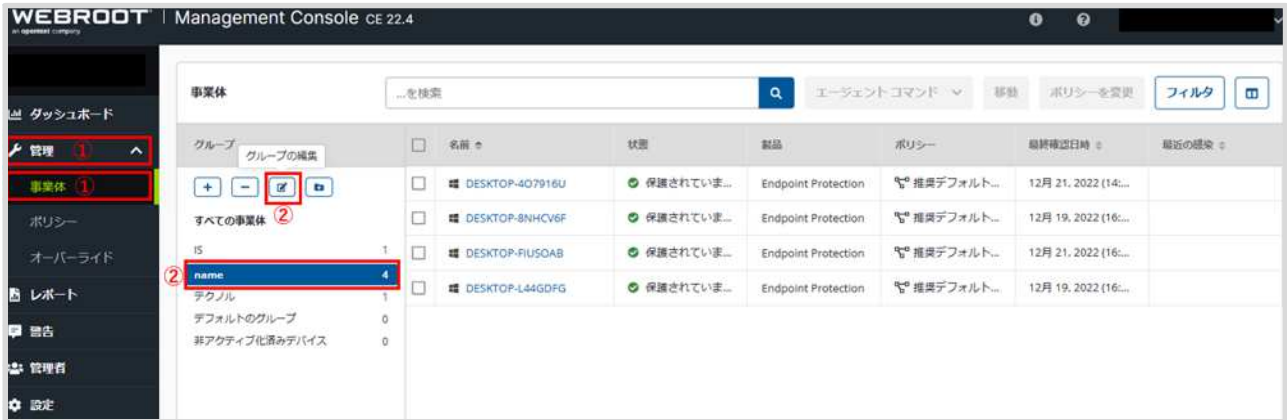 WEBROOT Management Console CE 22.4
an opentext company
ダッシュボード
管理 ①
事業体 ①
ポリシー
オーバーライド
レポート
警告
管理者
設定
事業体
...を検索
エージェント コマンド
移動
ポリシーを変更
フィルタ
グループ
グループの編集
②
すべての事業体
IS 1
② name 4
テクノル 1
デフォルトのグループ 0
非アクティブ化済みデバイス 0
名前 状態 製品 ポリシー 最終確認日時 最近の感染
DESKTOP-4O7916U 保護されていま... Endpoint Protection 推奨デフォルト... 12月 21, 2022 (14:...
DESKTOP-8NHCV6F 保護されていま... Endpoint Protection 推奨デフォルト... 12月 19, 2022 (16:...
DESKTOP-FIUSOAB 保護されていま... Endpoint Protection 推奨デフォルト... 12月 21, 2022 (16:...
DESKTOP-L44GDFG 保護されていま... Endpoint Protection 推奨デフォルト... 12月 19, 2022 (16:...